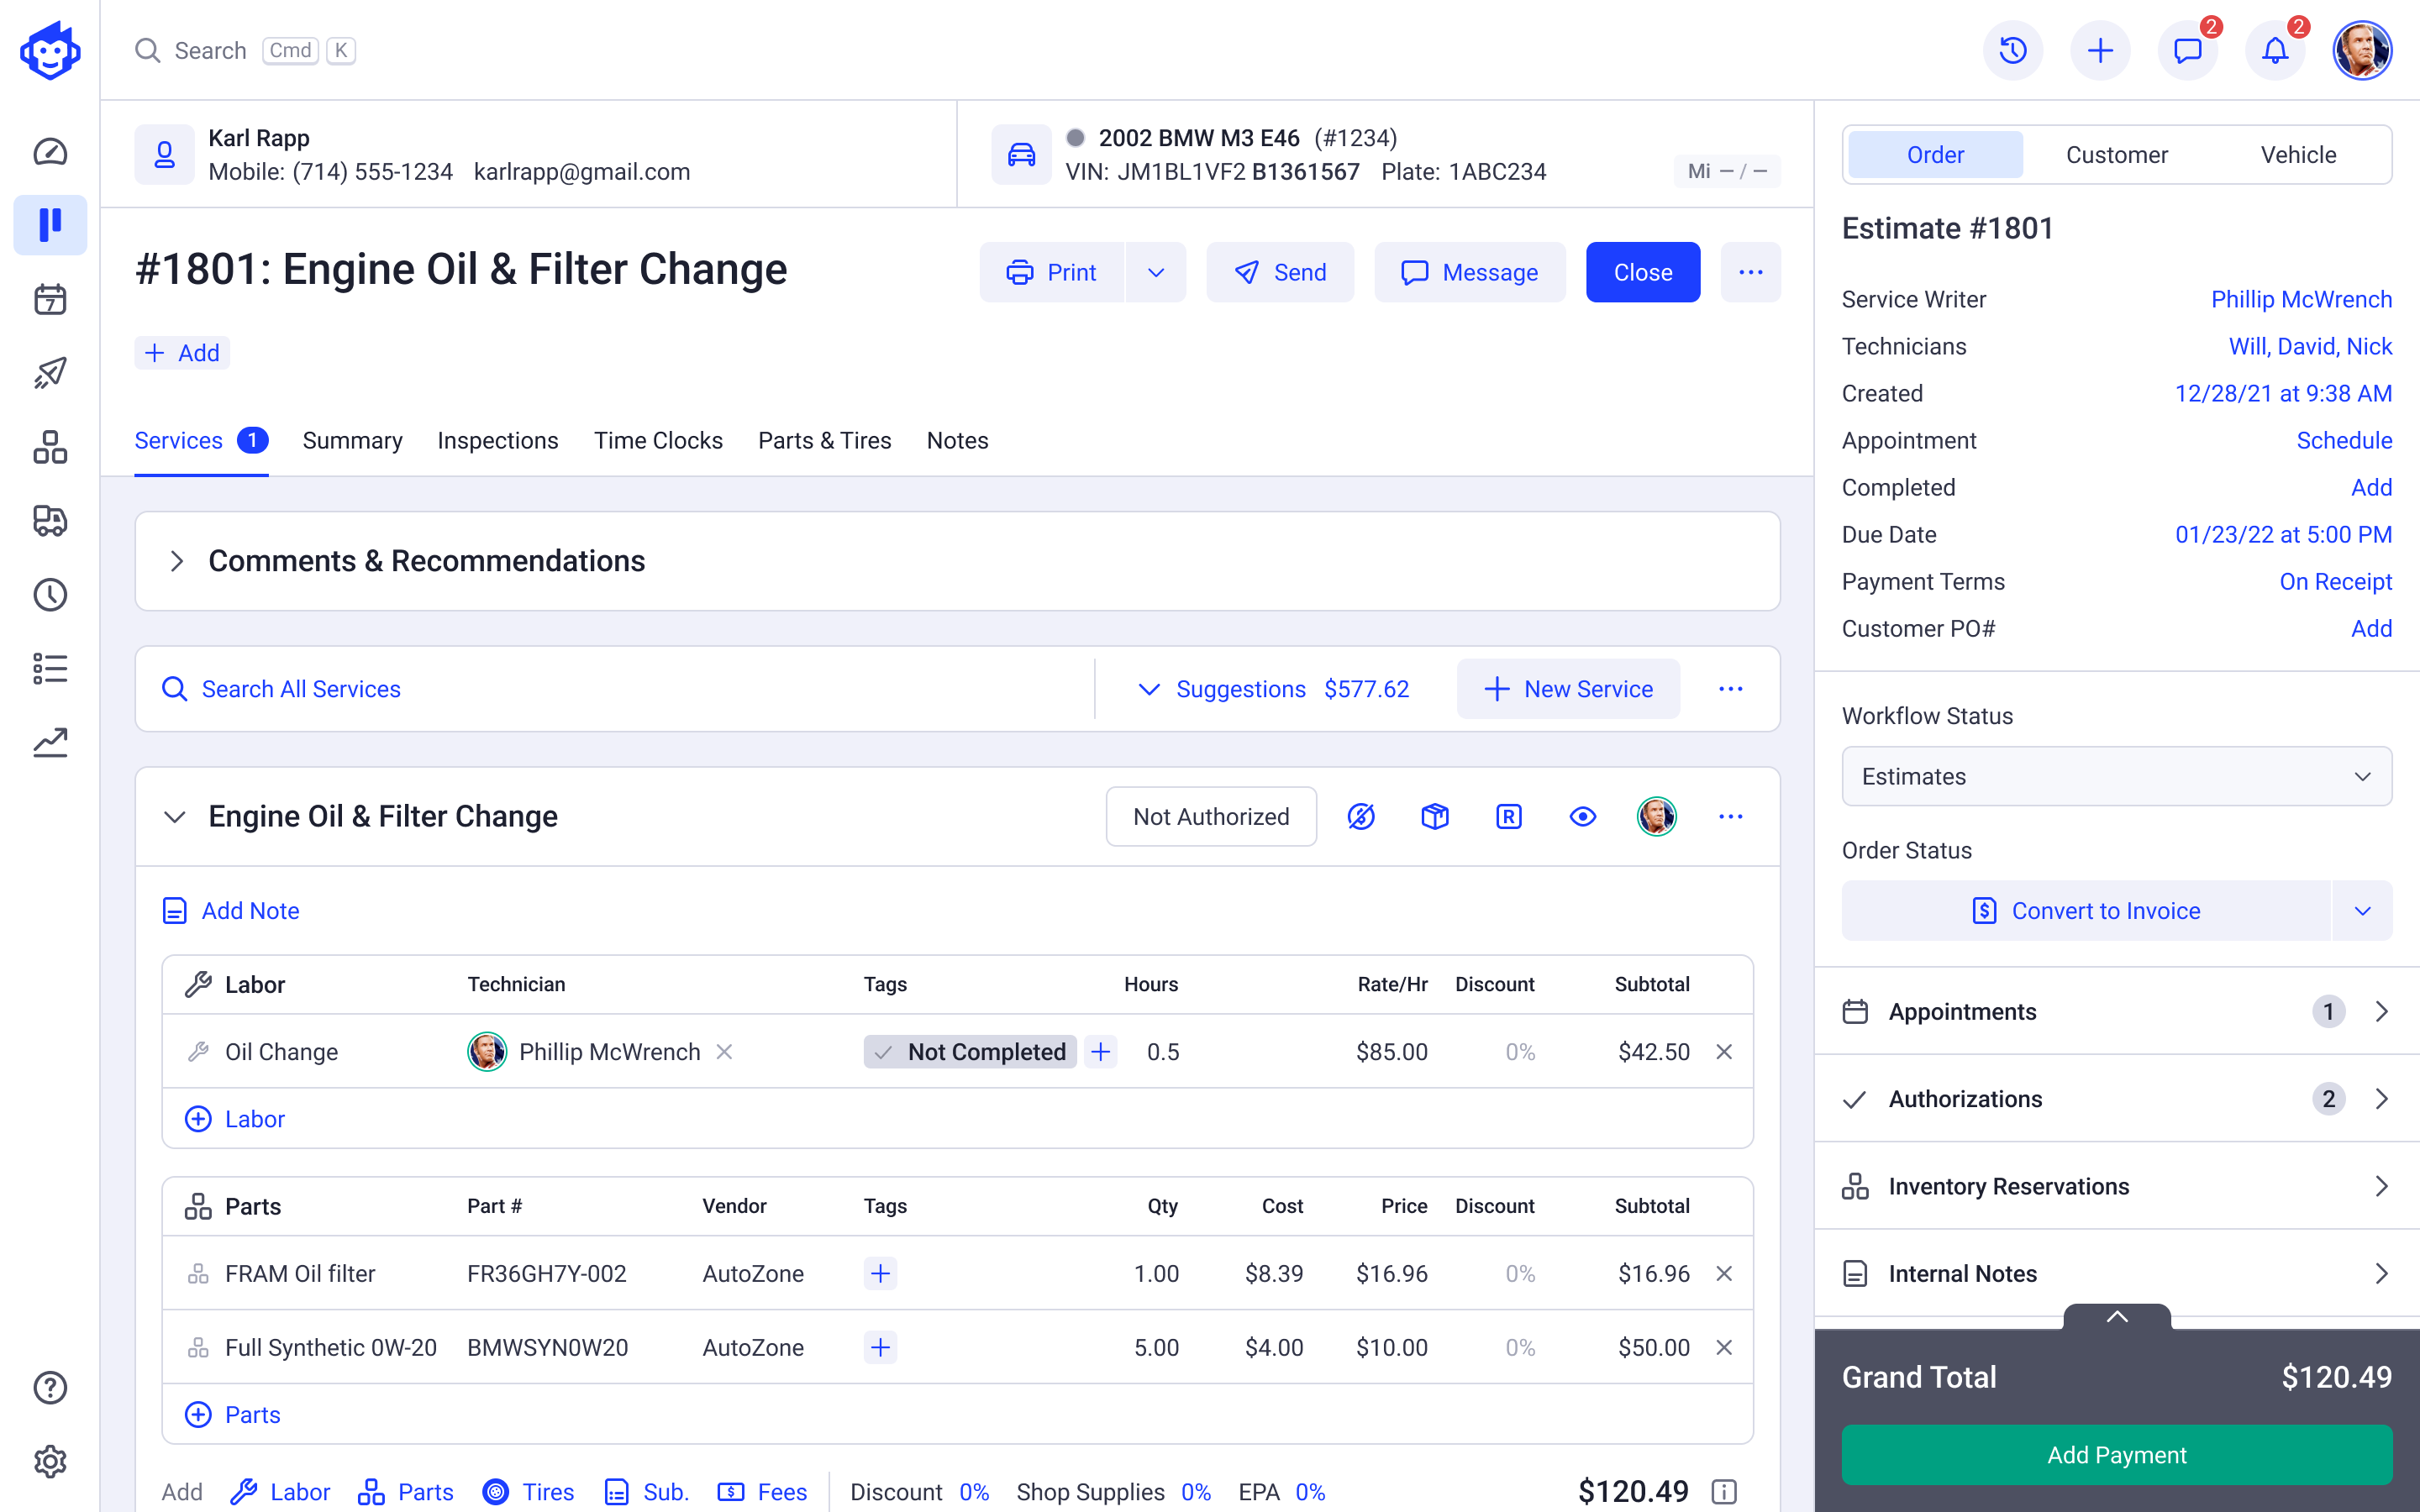 Search Cmd K
2 2
Karl Rapp
Mobile: (714) 555-1234 karlrapp@gmail.com
2002 BMW M3 E46 (#1234)
VIN: JM1BL1VF2 B1361567 Plate: 1ABC234
Mi – / –
#1801: Engine Oil & Filter Change
Print Send Message Close
+ Add
7
Services 1 Summary Inspections Time Clocks Parts & Tires Notes
Comments & Recommendations
Search All Services
Suggestions $577.62
+ New Service
Engine Oil & Filter Change
Not Authorized
R
Add Note
Labor Technician Tags Hours Rate/Hr Discount Subtotal
Oil Change Phillip McWrench Not Completed + 0.5 $85.00 0% $42.50
Labor
Parts Part # Vendor Tags Qty Cost Price Discount Subtotal
FRAM Oil filter FR36GH7Y-002 AutoZone + 1.00 $8.39 $16.96 0% $16.96
Full Synthetic 0W-20 BMWSYN0W20 AutoZone + 5.00 $4.00 $10.00 0% $50.00
Parts
Add Labor Parts Tires Sub. Fees Discount 0% Shop Supplies 0% EPA 0% $120.49
Order Customer Vehicle
Estimate #1801
Service Writer Phillip McWrench
Technicians Will, David, Nick
Created 12/28/21 at 9:38 AM
Appointment Schedule
Completed Add
Due Date 01/23/22 at 5:00 PM
Payment Terms On Receipt
Customer PO# Add
Workflow Status
Estimates
Order Status
Convert to Invoice
Appointments 1
Authorizations 2
Inventory Reservations
Internal Notes
Grand Total $120.49
Add Payment